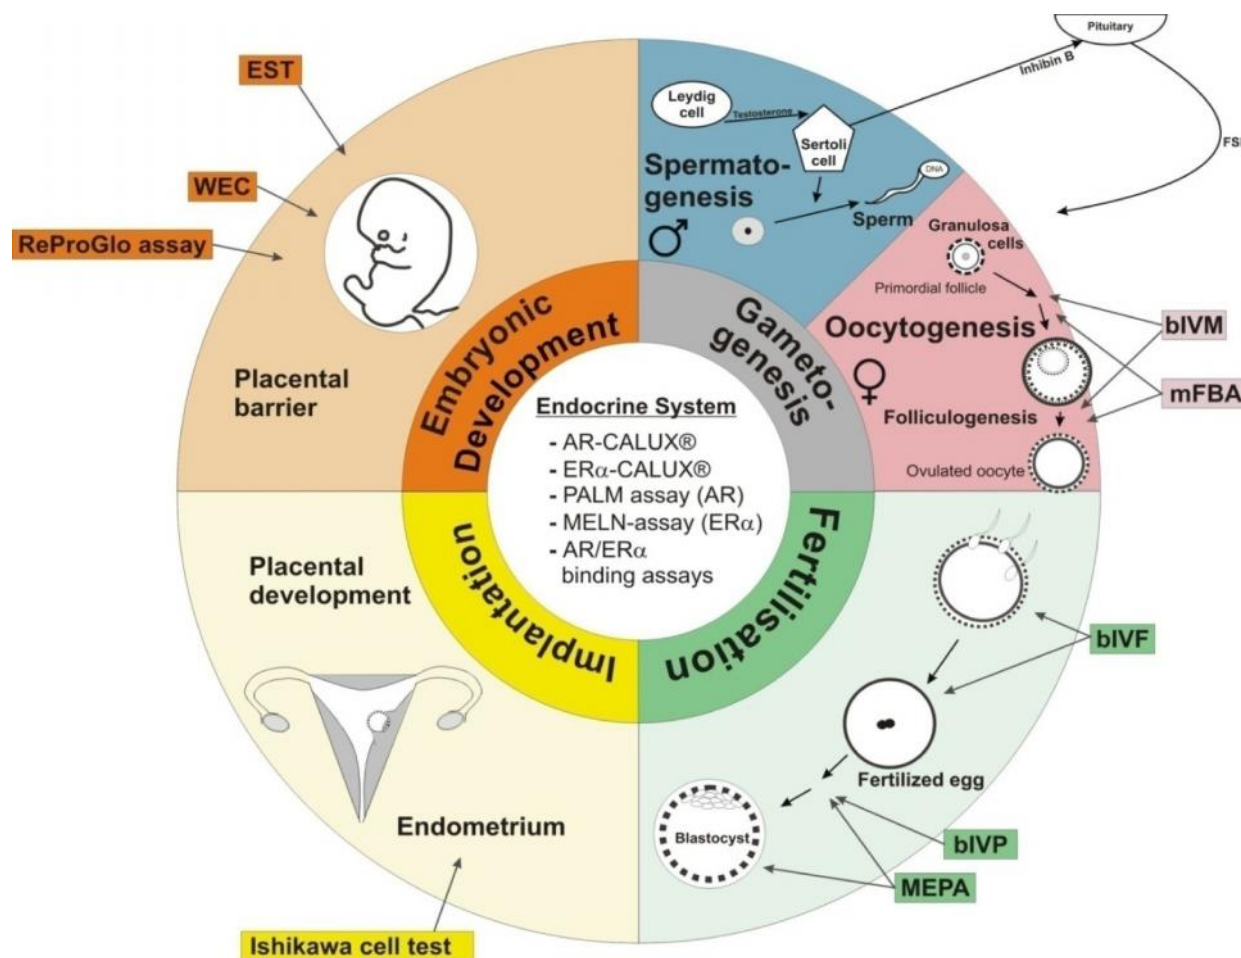 Pituitary
Inhibin B
FS
Leydig
cell
Testosterone
Sertoli
cell
DNA
Spermato-
genesis
♂
Sperm
Granulosa
cells
Primordial follicle
Oocytogenesis
♀
Folliculogenesis
Ovulated oocyte
bIVM
mFBA
EST
WEC
ReProGlo assay
Placental
barrier
Embryonic
Development
Gameto-
genesis
Endocrine System
- AR-CALUX®
- ERα-CALUX®
- PALM assay (AR)
- MELN-assay (ERα)
- AR/ERα
binding assays
Implantation
Fertilisation
Placental
development
Endometrium
Ishikawa cell test
bIVF
Fertilized egg
Blastocyst
bIVP
MEPA